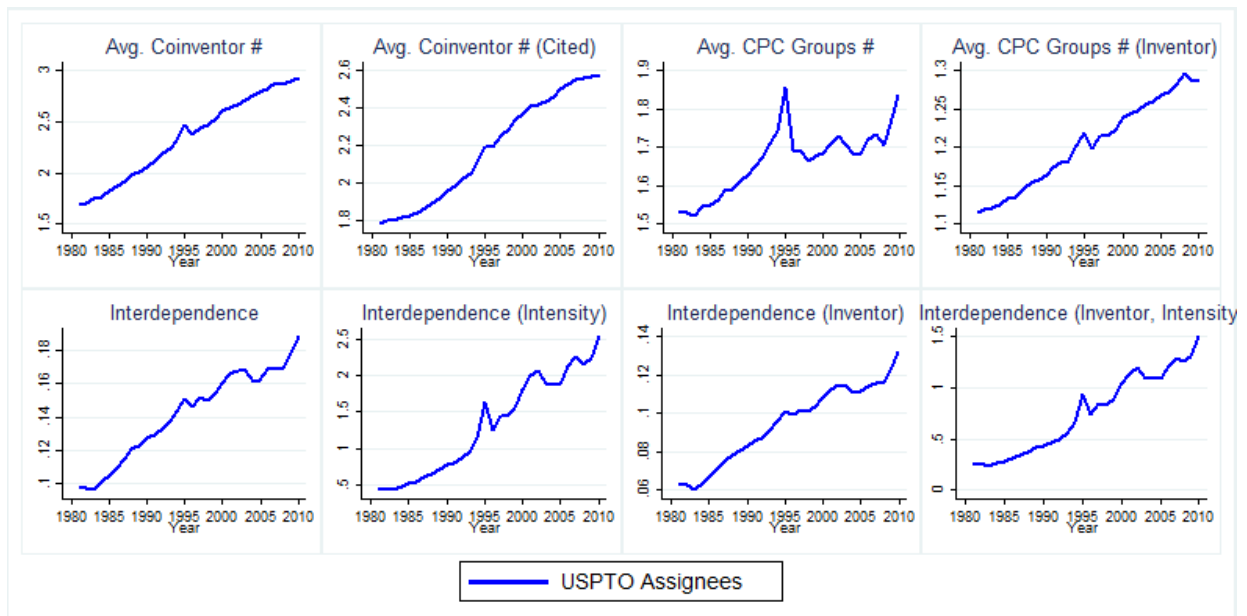 Avg. Coinventor #
1.5 2 2.5 3
1980 1985 1990 1995 2000 2005 2010
Year
Avg. Coinventor # (Cited)
1.8 2 2.2 2.4 2.6
1980 1985 1990 1995 2000 2005 2010
Year
Avg. CPC Groups #
1.5 1.6 1.7 1.8 1.9
1980 1985 1990 1995 2000 2005 2010
Year
Avg. CPC Groups # (Inventor)
1.1 1.15 1.2 1.25 1.3
1980 1985 1990 1995 2000 2005 2010
Year
Interdependence
.1 .12 .14 .16 .18
1980 1985 1990 1995 2000 2005 2010
Year
Interdependence (Intensity)
.5 1 1.5 2 2.5
1980 1985 1990 1995 2000 2005 2010
Year
Interdependence (Inventor)
.06 .08 .1 .12 .14
1980 1985 1990 1995 2000 2005 2010
Year
Interdependence (Inventor, Intensity
0 .5 1 1.5
1980 1985 1990 1995 2000 2005 2010
Year
USPTO Assignees